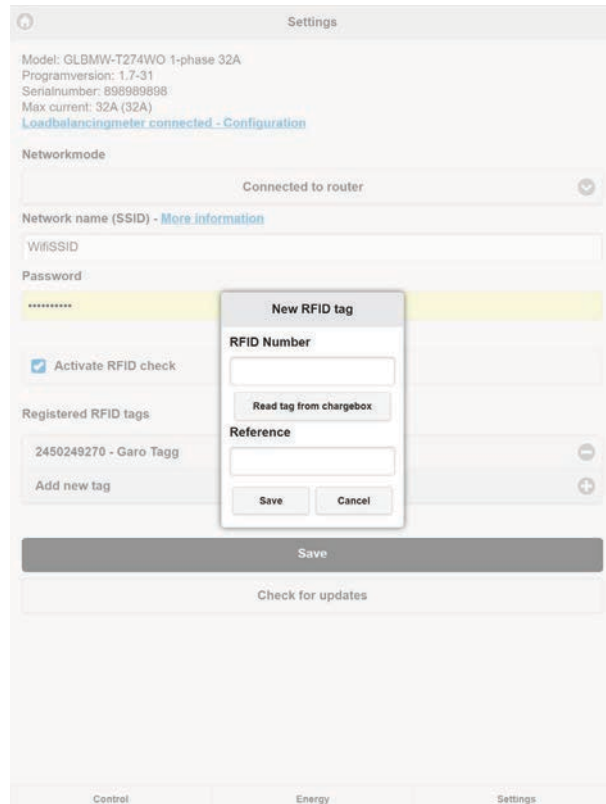 Settings
Model: GLBMW-T274WO 1-phase 32A
Programversion: 1.7-31
Serialnumber: 898989898
Max current: 32A (32A)
Loadbalancingmeter connected - Configuration
Networkmode
Connected to router
Network name (SSID) - More information
WifiSSID
Password
••••••••••
New RFID tag
RFID Number
Activate RFID check
Read tag from chargebox
Registered RFID tags
Reference
2450249270 - Garo Tagg
Add new tag
Save Cancel
Save
Check for updates
Control Energy Settings